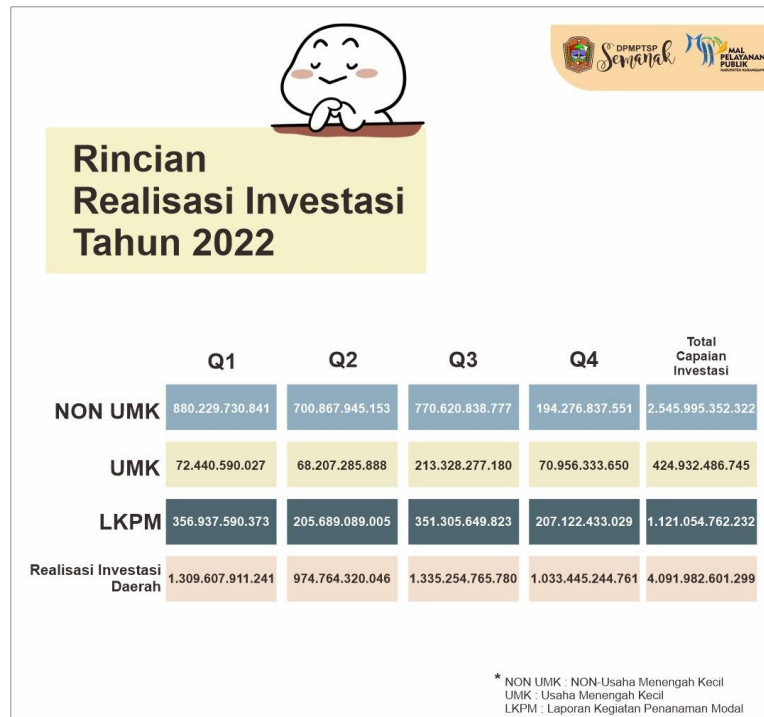 DPMPTSP
Semanak
MAL
PELAYANAN
PUBLIK
Rincian
Realisasi Investasi
Tahun 2022
Q1 Q2 Q3 Q4 Total Capaian Investasi
NON UMK 880.229.730.841 700.867.945.153 770.620.838.777 194.276.837.551 2.545.995.352.322
UMK 72.440.590.027 68.207.285.888 213.328.277.180 70.956.333.650 424.932.486.745
LKPM 356.937.590.373 205.689.089.005 351.305.649.823 207.122.433.029 1.121.054.762.232
Realisasi Investasi Daerah 1.309.607.911.241 974.764.320.046 1.335.254.765.780 1.033.445.244.761 4.091.982.601.299
* NON UMK : NON-Usaha Menengah Kecil
UMK : Usaha Menengah Kecil
LKPM : Laporan Kegiatan Penanaman Modal